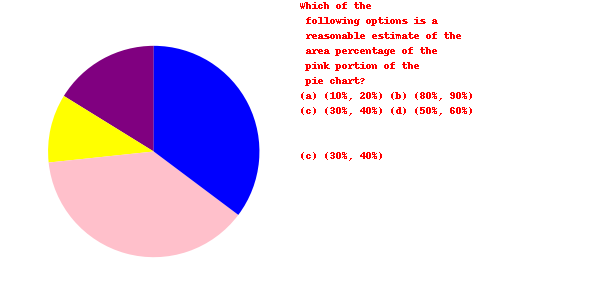 Which of the
following options is a
reasonable estimate of the
area percentage of the
pink portion of the
pie chart?
(a) (10%, 20%) (b) (80%, 90%)
(c) (30%, 40%) (d) (50%, 60%)
(c) (30%, 40%)